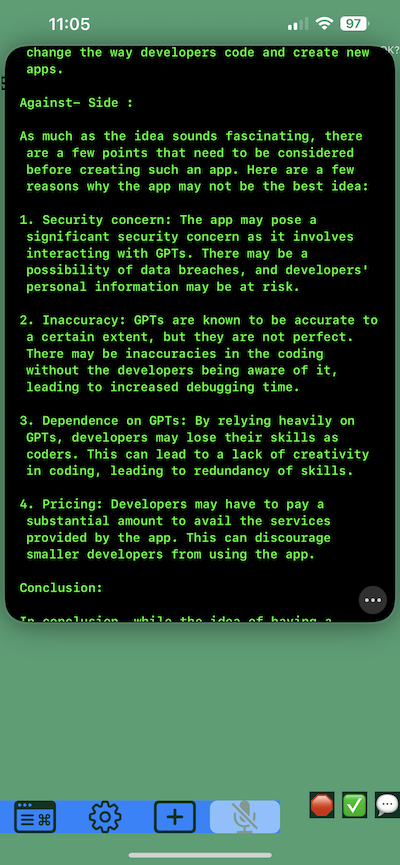 11:05
97
OK?
change the way developers code and create new
apps.
Against- Side :
As much as the idea sounds fascinating, there
are a few points that need to be considered
before creating such an app. Here are a few
reasons why the app may not be the best idea:
1. Security concern: The app may pose a
significant security concern as it involves
interacting with GPTs. There may be a
possibility of data breaches, and developers'
personal information may be at risk.
2. Inaccuracy: GPTs are known to be accurate to
a certain extent, but they are not perfect.
There may be inaccuracies in the coding
without the developers being aware of it,
leading to increased debugging time.
3. Dependence on GPTs: By relying heavily on
GPTs, developers may lose their skills as
coders. This can lead to a lack of creativity
in coding, leading to redundancy of skills.
4. Pricing: Developers may have to pay a
substantial amount to avail the services
provided by the app. This can discourage
smaller developers from using the app.
Conclusion:
In conclusion, while the idea of having a